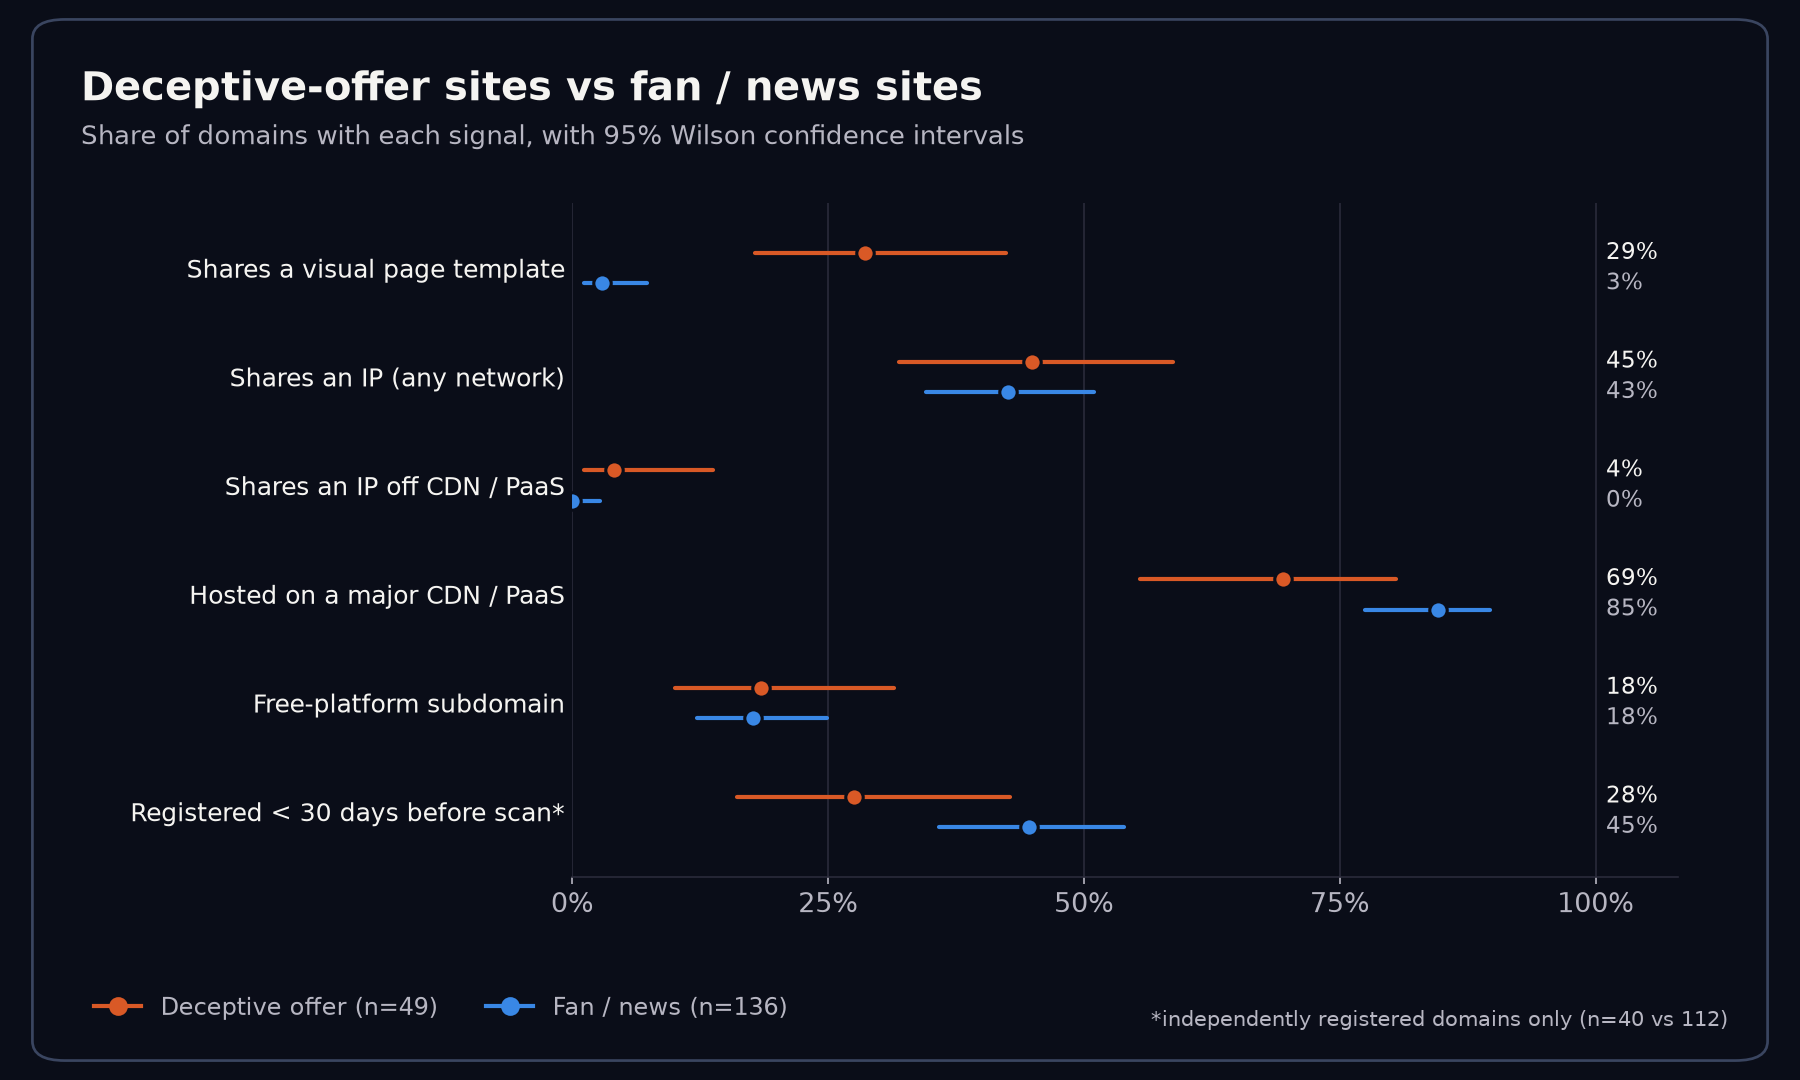 Deceptive-offer sites vs fan / news sites
Share of domains with each signal, with 95% Wilson confidence intervals
Shares a visual page template
29%
3%
Shares an IP (any network)
45%
43%
Shares an IP off CDN / PaaS
4%
0%
Hosted on a major CDN / PaaS
69%
85%
Free-platform subdomain
18%
18%
Registered < 30 days before scan*
28%
45%
0% 25% 50% 75% 100%
Deceptive offer (n=49) Fan / news (n=136)
*independently registered domains only (n=40 vs 112)